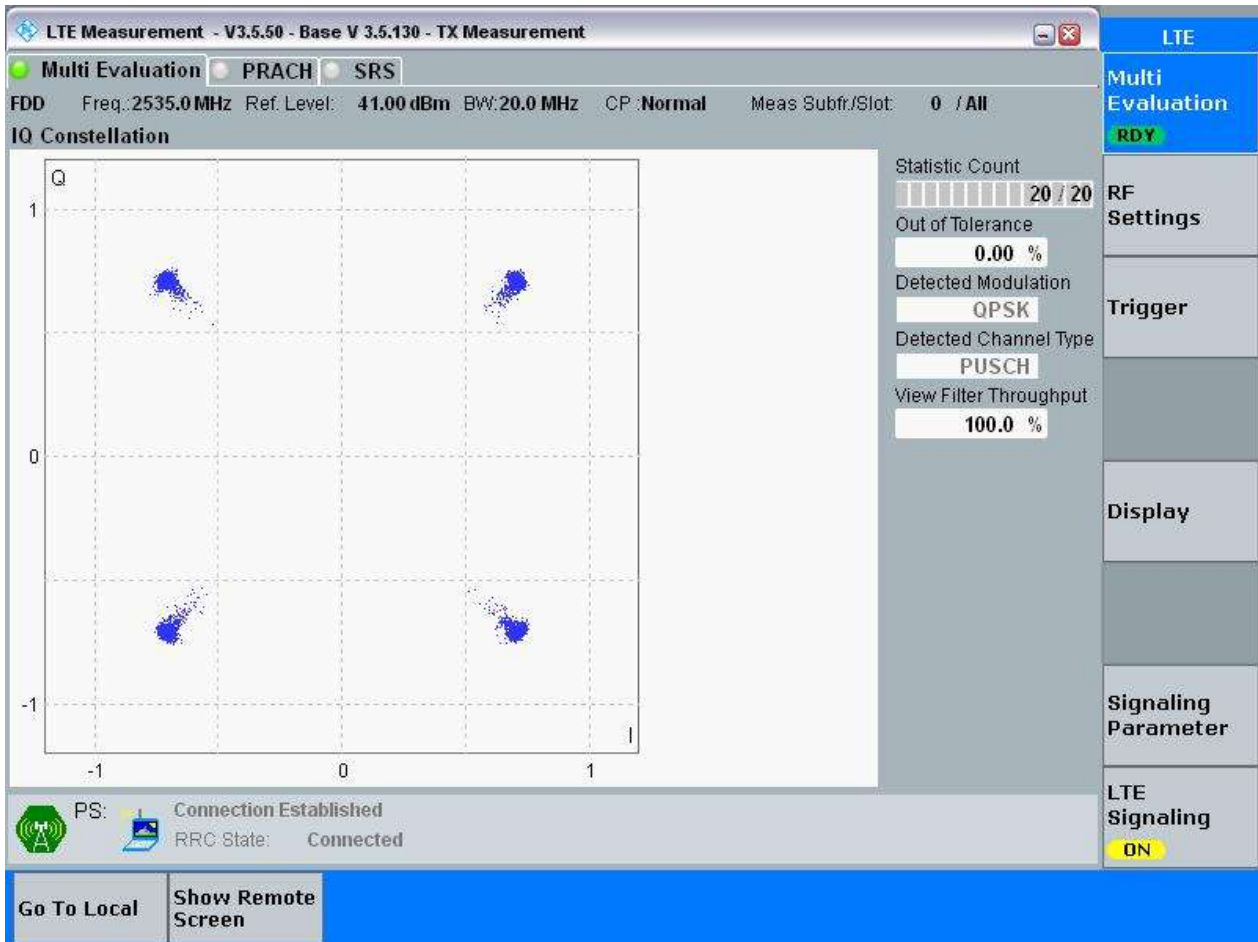 LTE Measurement - V3.5.50 - Base V 3.5.130 - TX Measurement
Multi Evaluation PRACH SRS
FDD Freq.:2535.0 MHz Ref. Level: 41.00 dBm BW:20.0 MHz CP :Normal Meas Subfr./Slot: 0 / All
IQ Constellation
Q
1
0
-1
I
-1 0 1
Statistic Count
20 / 20
Out of Tolerance
0.00 %
Detected Modulation
QPSK
Detected Channel Type
PUSCH
View Filter Throughput
100.0 %
PS: Connection Established
RRC State: Connected
LTE
Multi
Evaluation
RDY
RF
Settings
Trigger
Display
Signaling
Parameter
LTE
Signaling
ON
Go To Local
Show Remote
Screen